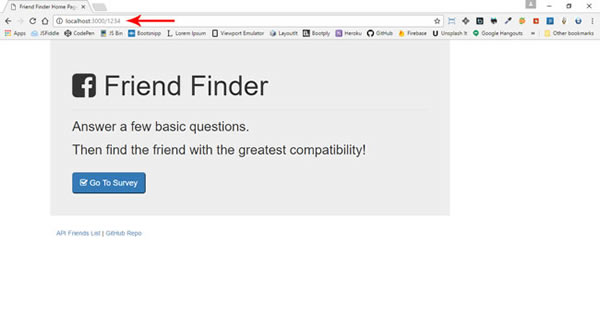 Friend Finder Home Pag
localhost:3000/1234
Apps JSFiddle CodePen JS Bin Bootsnipp Lorem Ipsum Viewport Emulator LayoutIt Bootply Heroku GitHub Firebase Unsplash It Google Hangouts » Other bookmarks
Friend Finder
Answer a few basic questions.
Then find the friend with the greatest compatibility!
Go To Survey
API Friends List | GitHub Repo